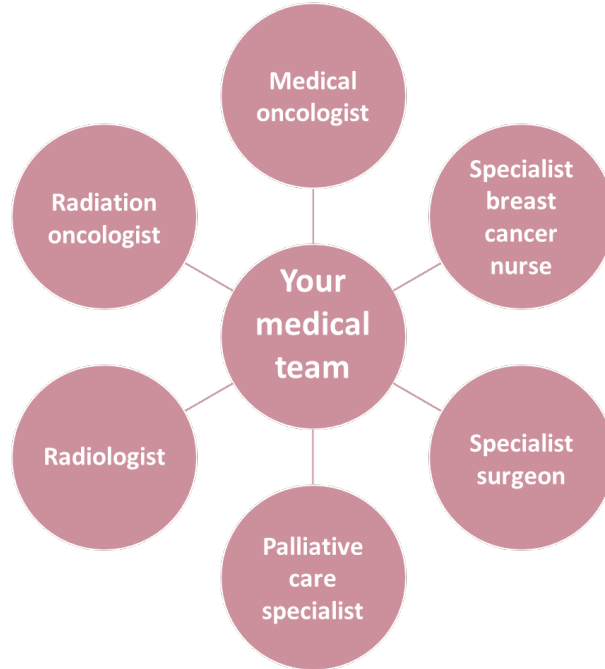 Medical
oncologist
Specialist
breast
cancer
nurse
Radiation
oncologist
Your
medical
team
Radiologist
Specialist
surgeon
Palliative
care
specialist